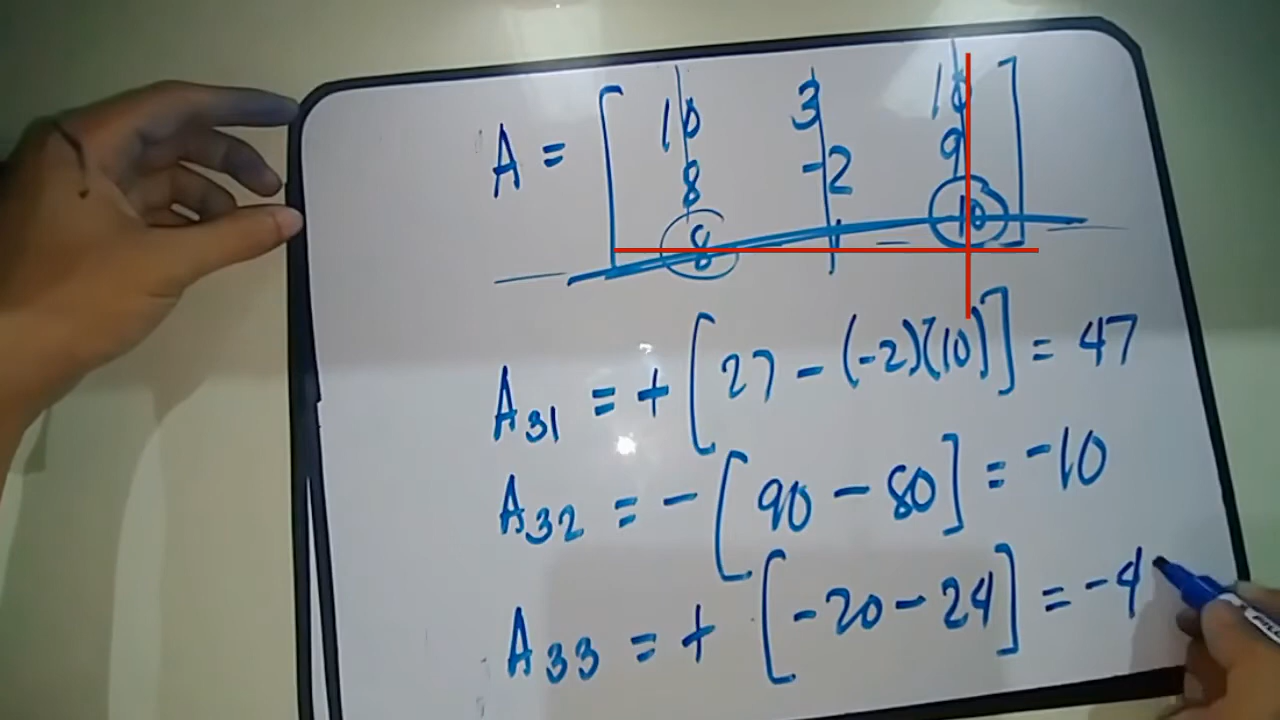 A = [ 10 3 10
8 -2 9
8 1 10 ]
A31 = + [ 27 - (-2)(10) ] = 47
A32 = - [ 90 - 80 ] = -10
A33 = + [ -20 - 24 ] = -4